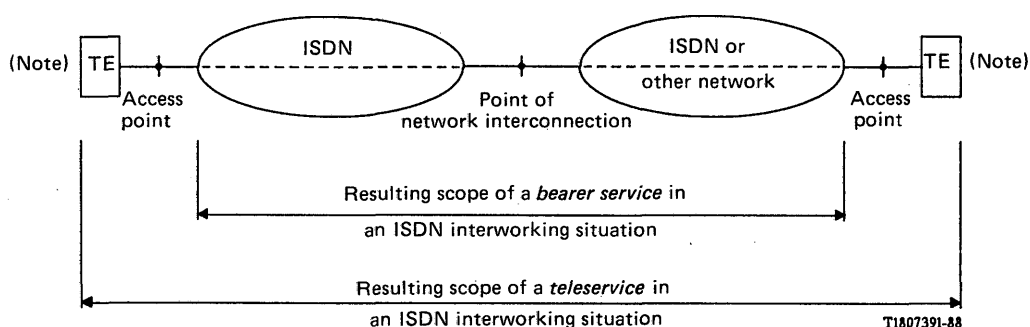 (Note) TE
ISDN
ISDN or
other network
TE (Note)
Access
point
Point of
network interconnection
Access
point
Resulting scope of a bearer service in
an ISDN interworking situation
Resulting scope of a teleservice in
an ISDN interworking situation
T1807391-88